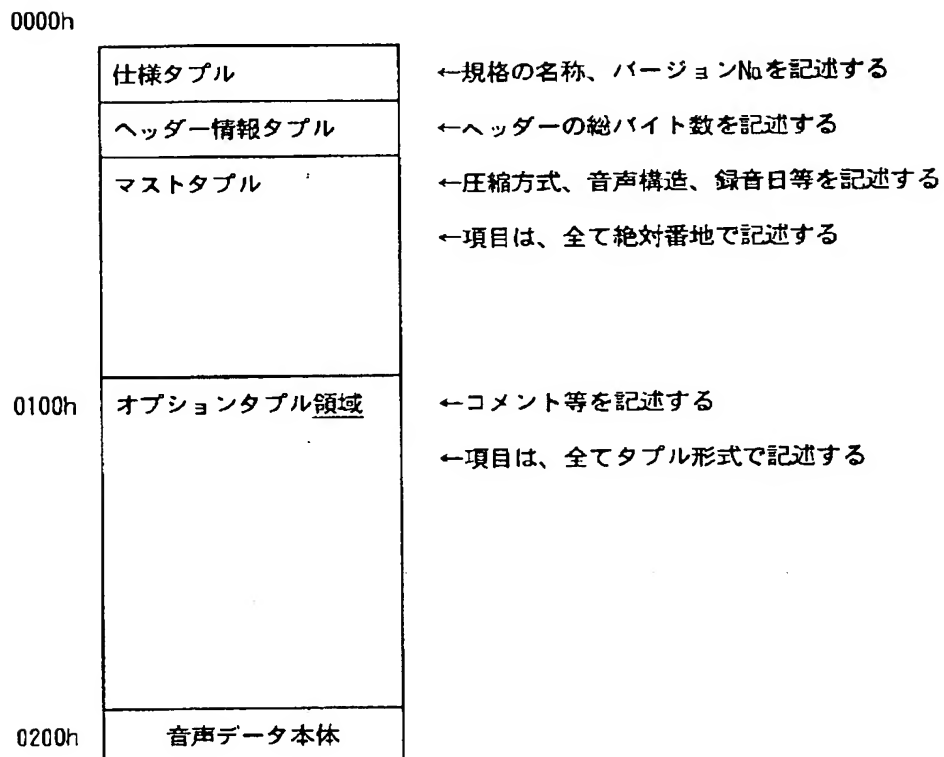 0000h
仕様タプル ←規格の名称、バージョン№を記述する
ヘッダー情報タプル ←ヘッダーの総バイト数を記述する
マストタプル ←圧縮方式、音声構造、録音日等を記述する
←項目は、全て絶対番地で記述する
0100h オプションタプル領域 ←コメント等を記述する
←項目は、全てタプル形式で記述する
0200h 音声データ本体